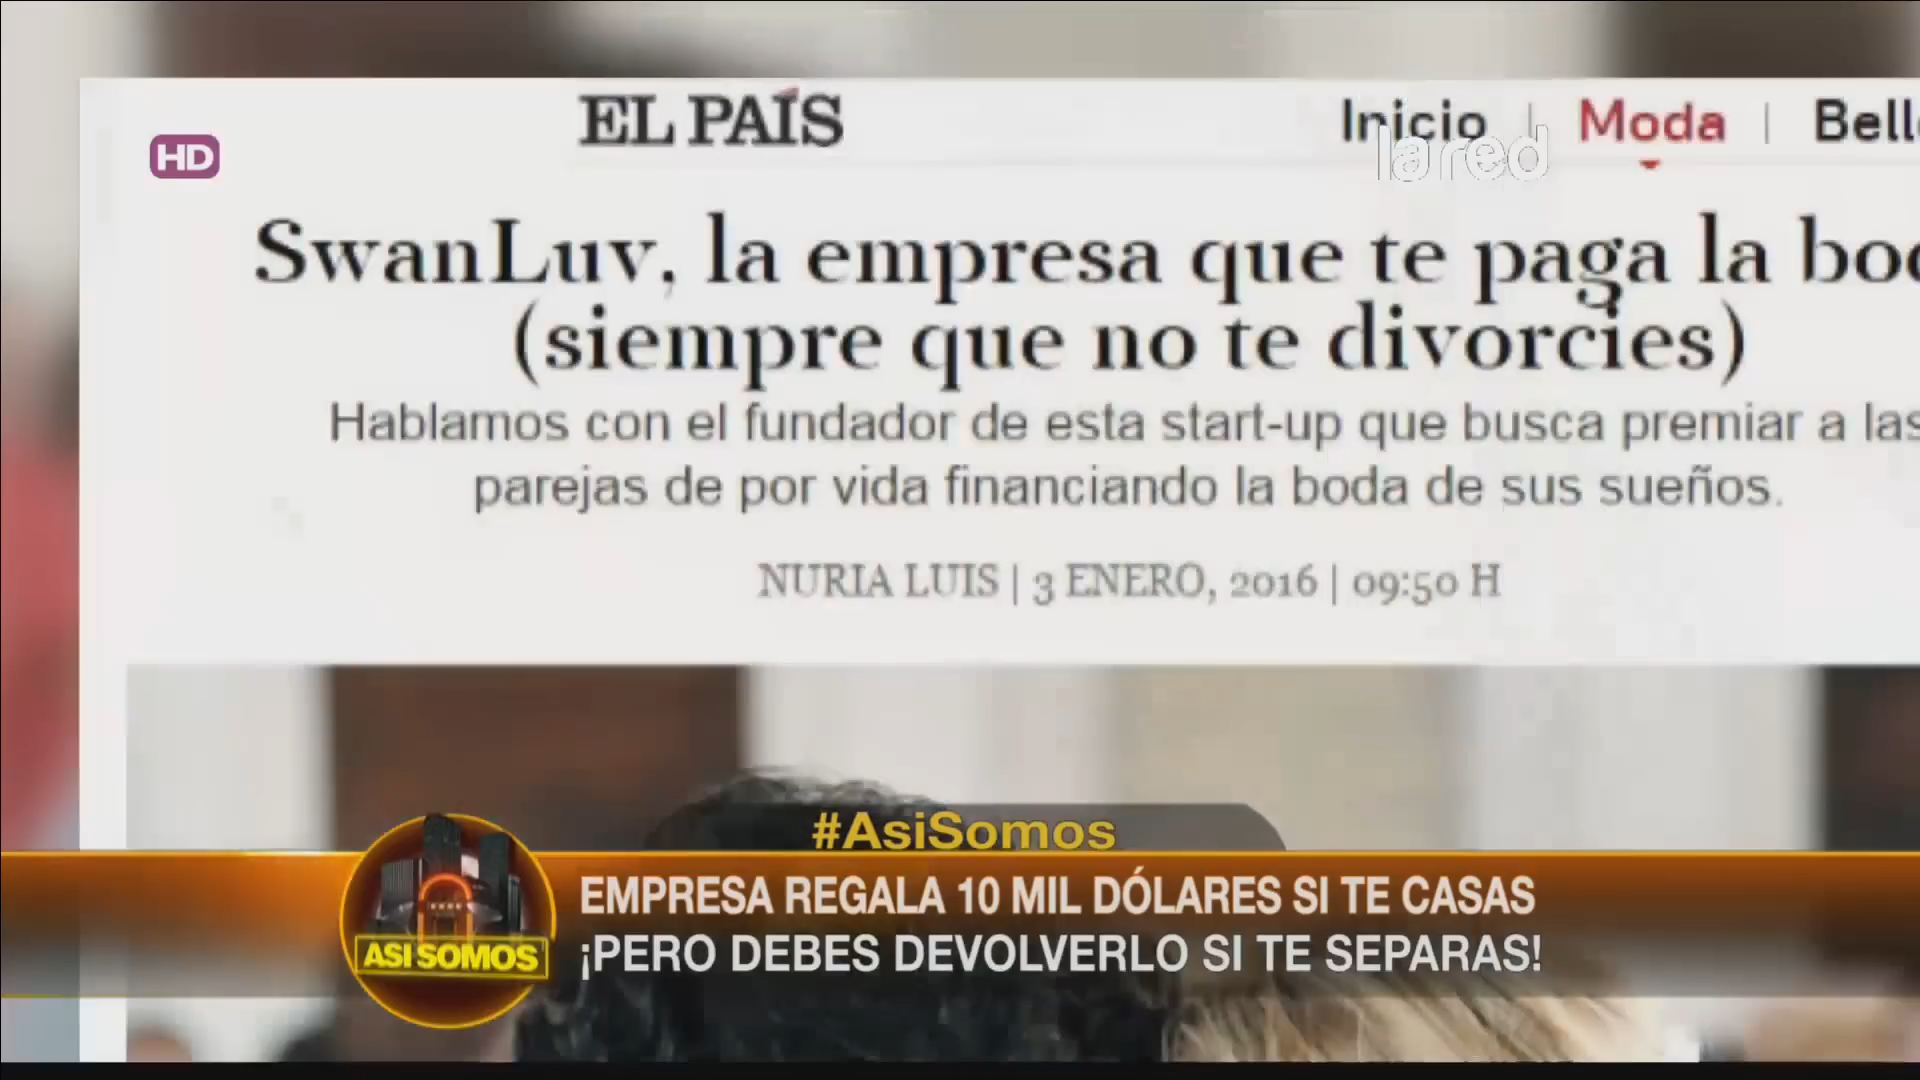 EL PAÍS
Inicio | Moda | Bell
HD
la red
SwanLuv, la empresa que te paga la bo
(siempre que no te divorcies)
Hablamos con el fundador de esta start-up que busca premiar a las
parejas de por vida financiando la boda de sus sueños.
NURIA LUIS | 3 ENERO, 2016 | 09:50 H
#AsiSomos
EMPRESA REGALA 10 MIL DÓLARES SI TE CASAS
¡PERO DEBES DEVOLVERLO SI TE SEPARAS!
ASI SOMOS